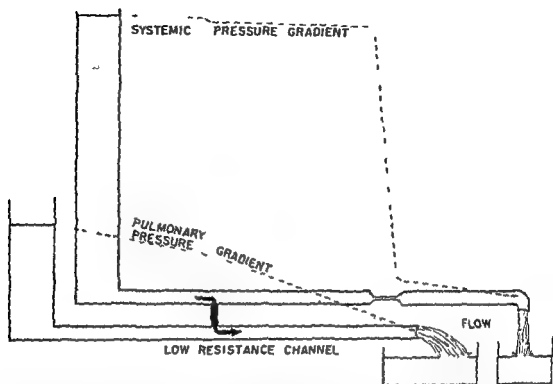 SYSTEMIC PRESSURE GRADIENT
PULMONARY
PRESSURE GRADIENT
FLOW
LOW RESISTANCE CHANNEL